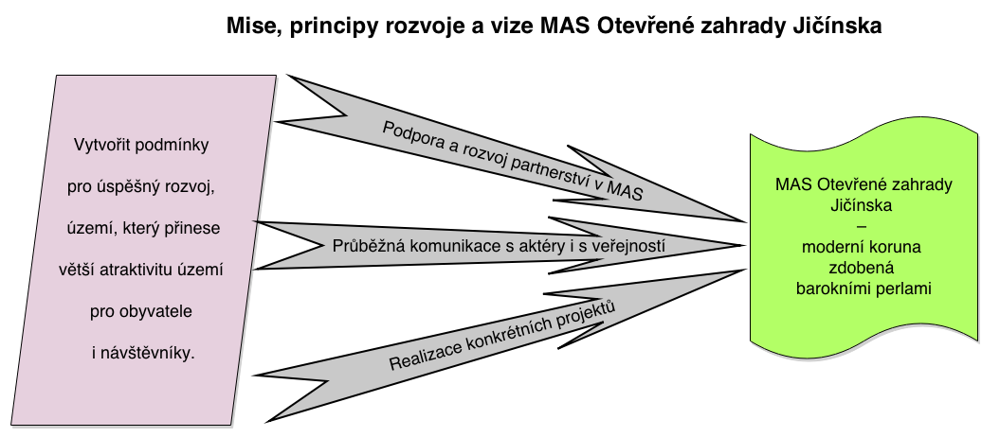 Mise, principy rozvoje a vize MAS Otevřené zahrady Jičínska
Vytvořit podmínky
pro úspěšný rozvoj,
území, který přinese
větší atraktivitu území
pro obyvatele
i návštěvníky.
Podpora a rozvoj partnerství v MAS
Průběžná komunikace s aktéry i s veřejností
Realizace konkrétních projektů
MAS Otevřené zahrady
Jičínska
–
moderní koruna
zdobená
barokními perlami